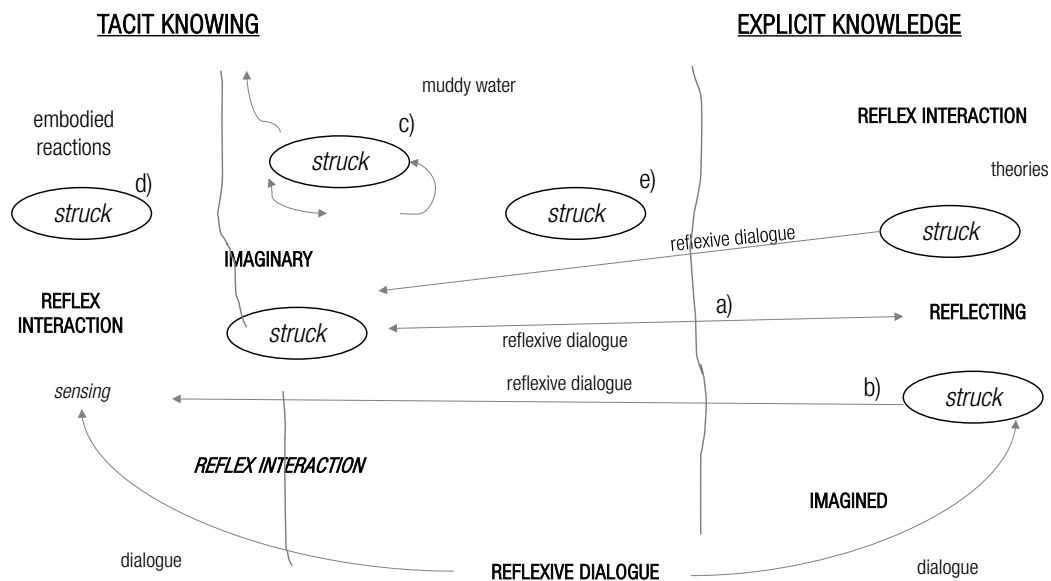 TACIT KNOWING
EXPLICIT KNOWLEDGE
muddy water
embodied
reactions
REFLEX INTERACTION
c)
struck
theories
d)
struck
e)
struck
struck
reflexive dialogue
IMAGINARY
REFLEX
INTERACTION
a)
REFLECTING
struck
reflexive dialogue
sensing
reflexive dialogue
b)
struck
REFLEX INTERACTION
IMAGINED
dialogue
REFLEXIVE DIALOGUE
dialogue